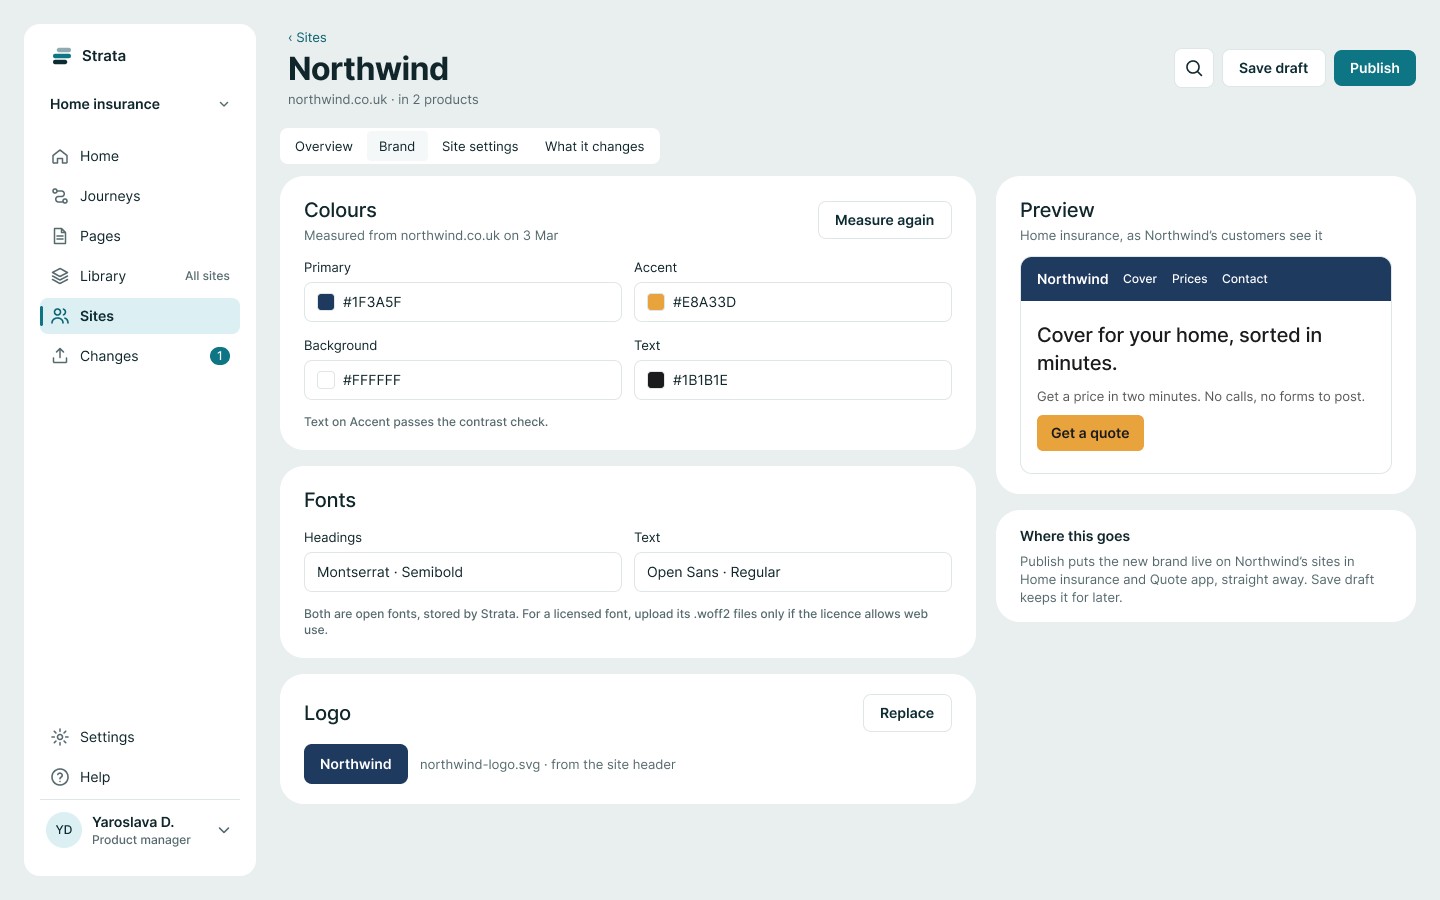 Strata
Home insurance
Home
Journeys
Pages
Library All sites
Sites
Changes 1
Settings
Help
YD
Yaroslava D.
Product manager
‹ Sites
Northwind
northwind.co.uk · in 2 products
Save draft
Publish
Overview Brand Site settings What it changes
Colours
Measured from northwind.co.uk on 3 Mar
Measure again
Primary Accent
#1F3A5F #E8A33D
Background Text
#FFFFFF #1B1B1E
Text on Accent passes the contrast check.
Fonts
Headings Text
Montserrat · Semibold Open Sans · Regular
Both are open fonts, stored by Strata. For a licensed font, upload its .woff2 files only if the licence allows web
use.
Logo
Replace
Northwind northwind-logo.svg · from the site header
Preview
Home insurance, as Northwind’s customers see it
Northwind Cover Prices Contact
Cover for your home, sorted in
minutes.
Get a price in two minutes. No calls, no forms to post.
Get a quote
Where this goes
Publish puts the new brand live on Northwind’s sites in
Home insurance and Quote app, straight away. Save draft
keeps it for later.